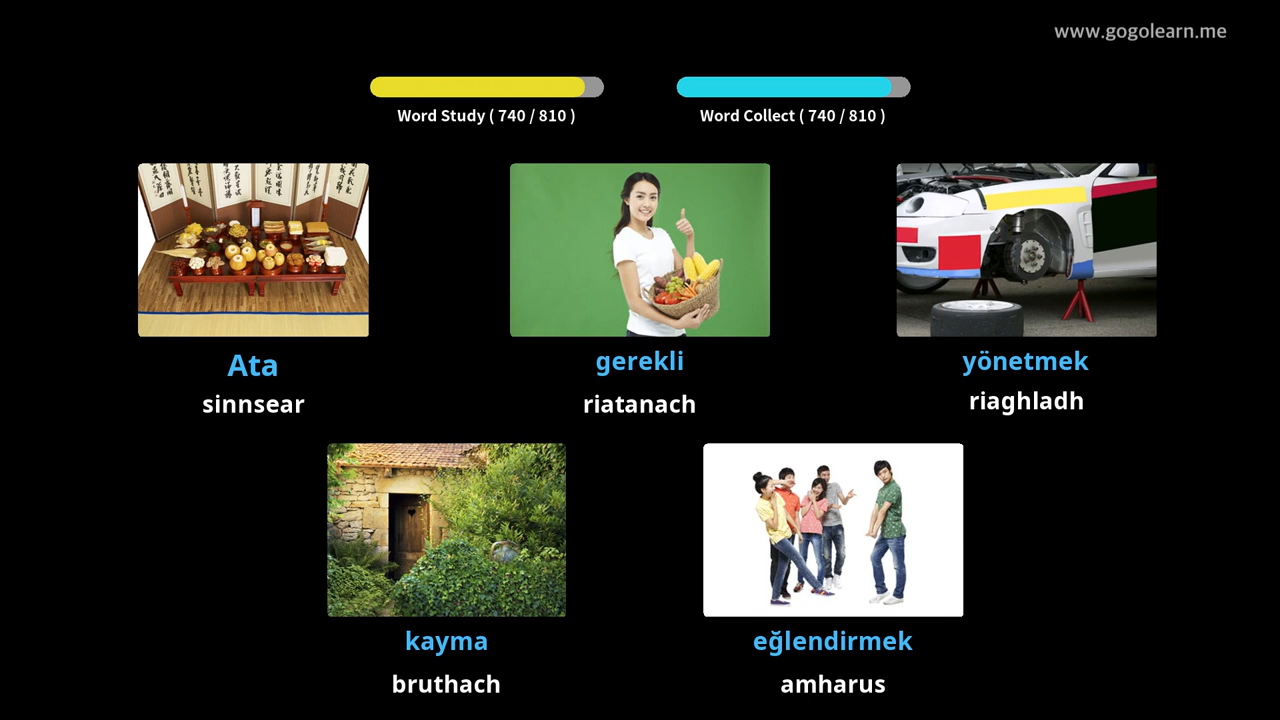 www.gogolearn.me
Word Study ( 740 / 810 )
Word Collect ( 740 / 810 )
Ata
gerekli
yönetmek
sinnsear
riatanach
riaghladh
kayma
eğlendirmek
bruthach
amharus